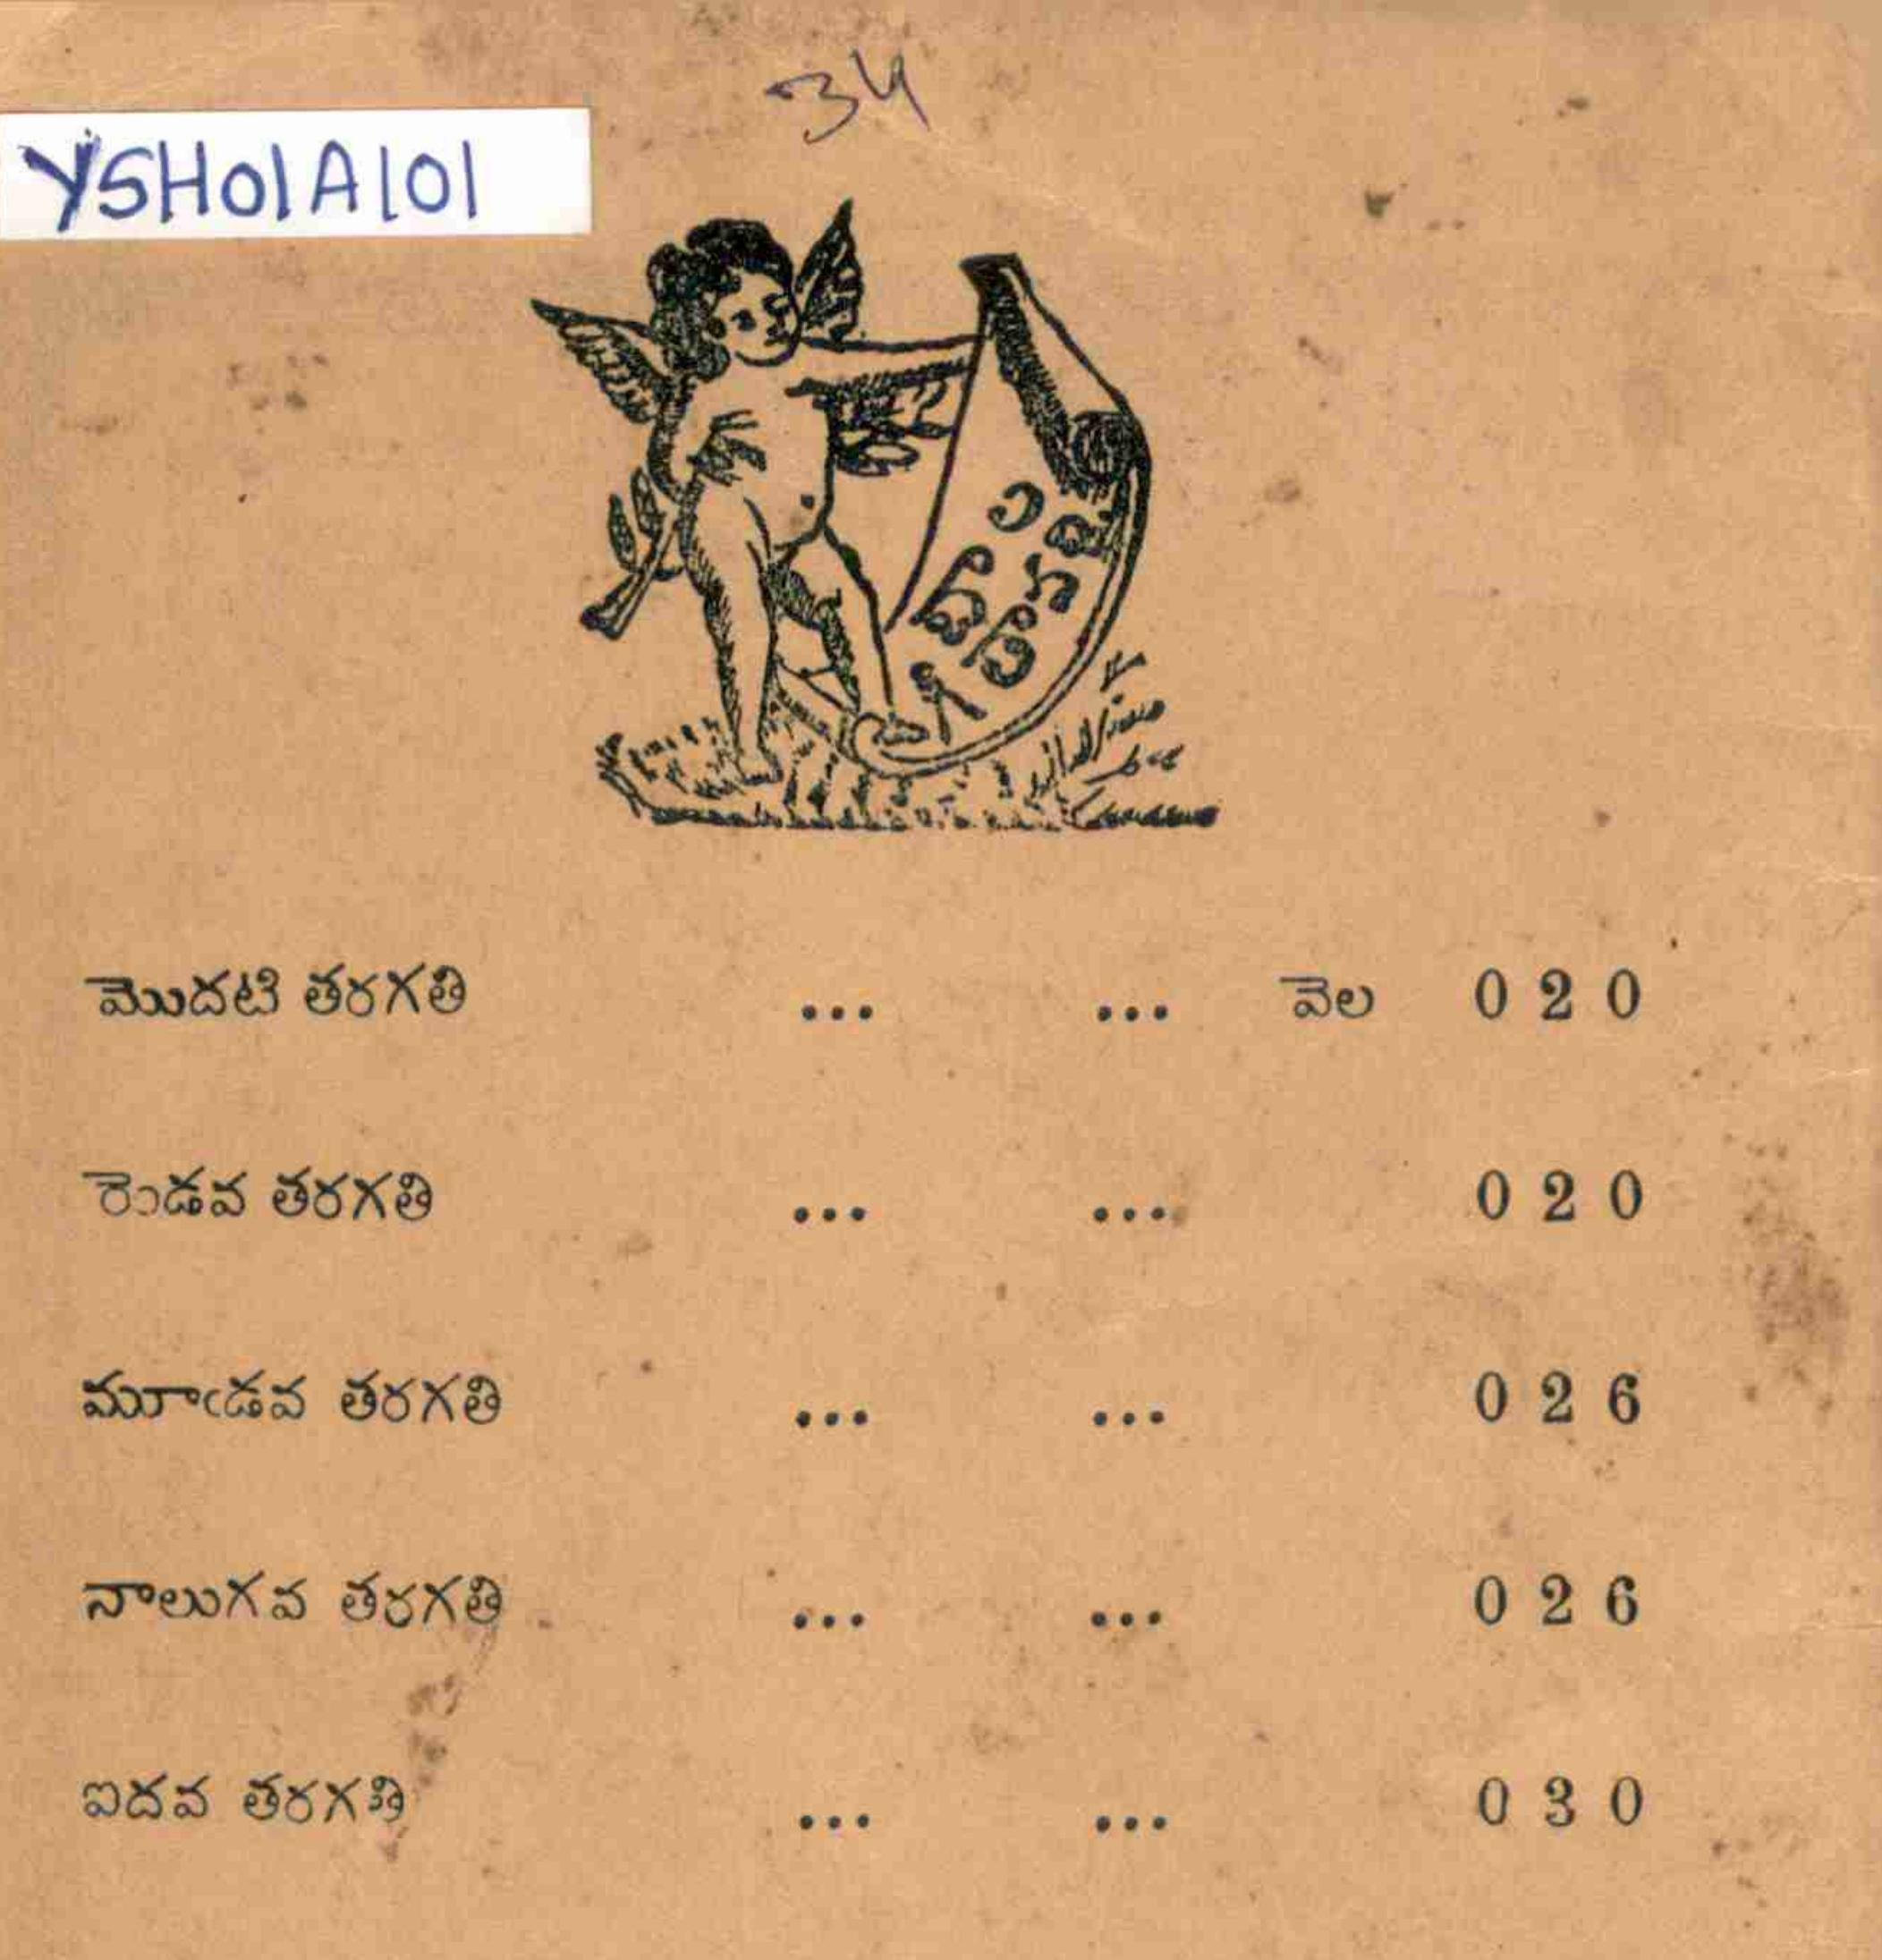 34
YSH01A101
మొదటి తరగతి ... ... వెల 0 2 0
రెండవ తరగతి ... ... 0 2 0
మూఁడవ తరగతి ... ... 0 2 6
నాలుగవ తరగతి ... ... 0 2 6
ఐదవ తరగతి ... ... 0 3 0